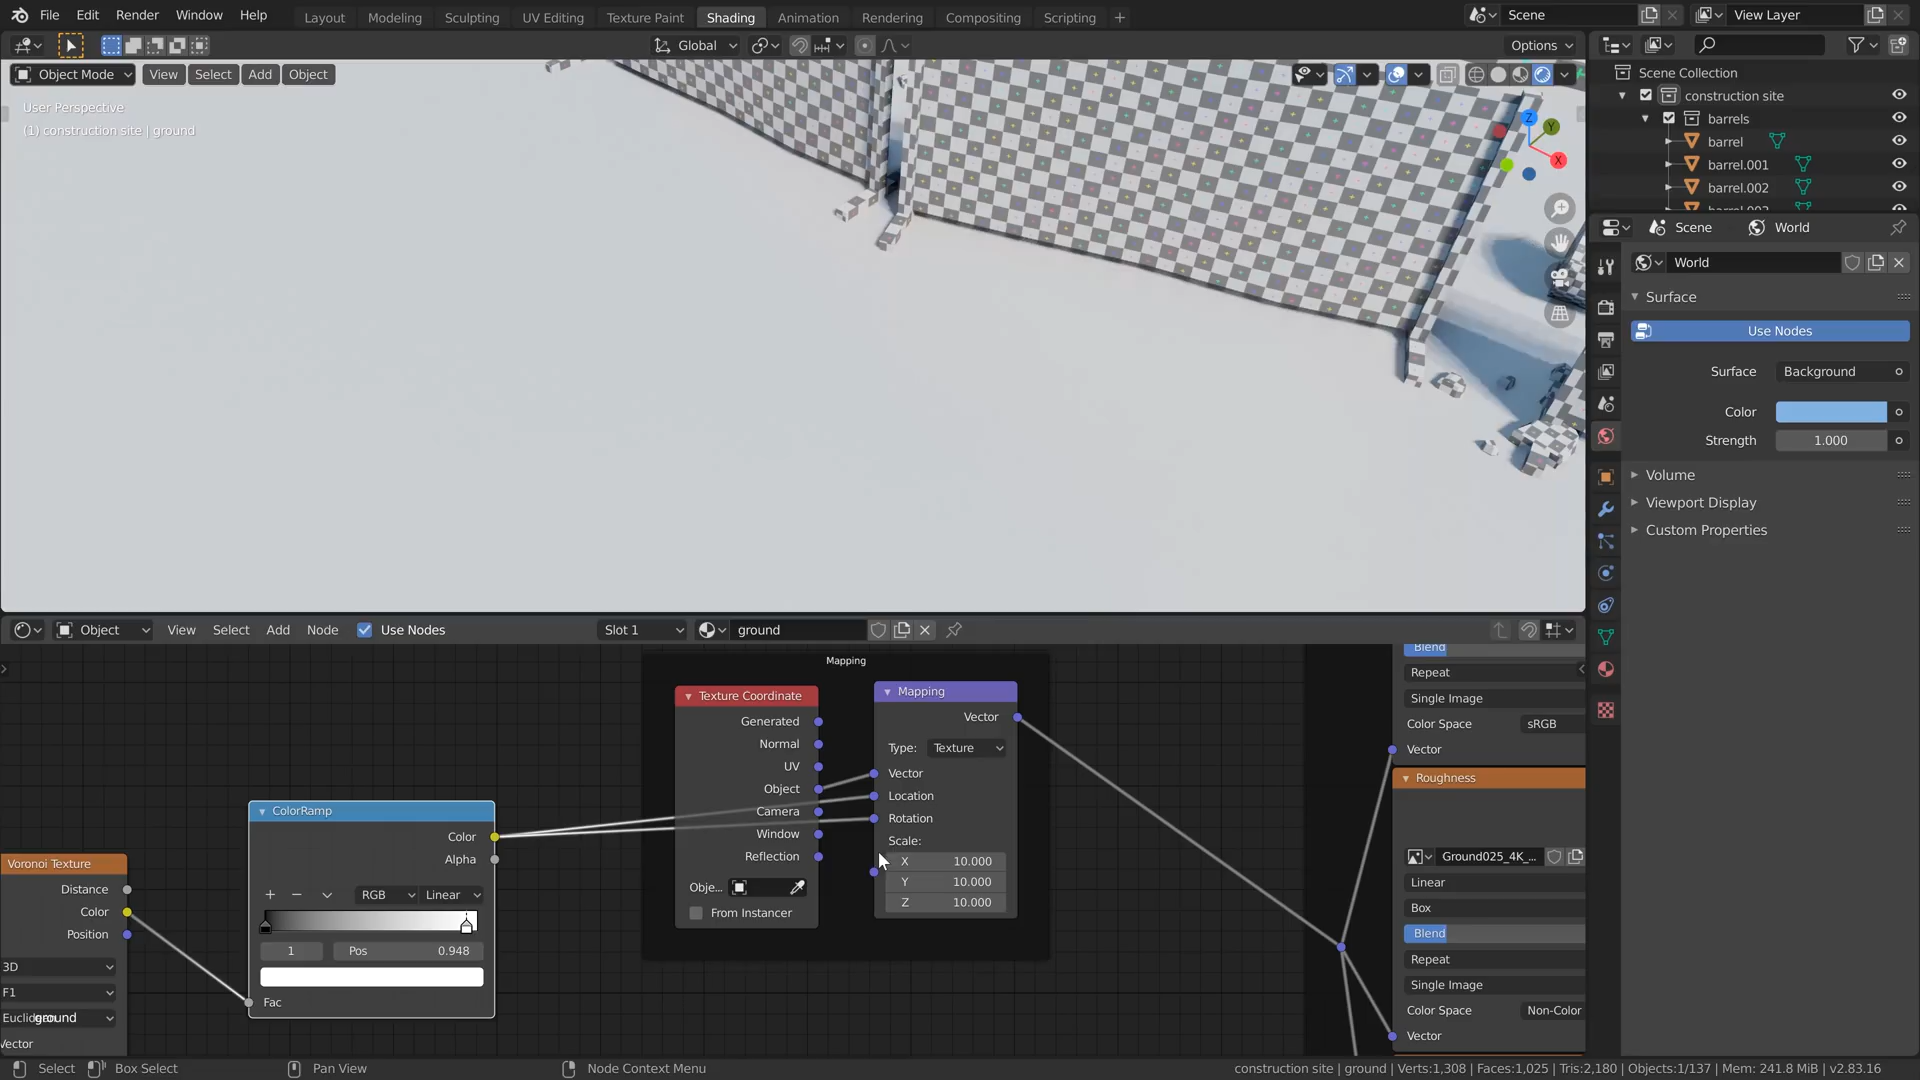 File Edit Render Window Help Layout Modeling Sculpting UV Editing Texture Paint Shading Animation Rendering Compositing Scripting + Scene View Layer
Global Options
Object Mode View Select Add Object
User Perspective
(1) construction site | ground
Z Y X
Scene Collection
construction site
barrels
barrel
barrel.001
barrel.002
Scene World
World
Surface
Use Nodes
Surface Background
Color
Strength 1.000
Volume
Viewport Display
Custom Properties
Object View Select Add Node Use Nodes Slot 1 ground
Mapping
Texture Coordinate
Generated
Normal
UV
Object
Camera
Window
Reflection
Obje...
From Instancer
Mapping
Vector
Type: Texture
Vector
Location
Rotation
Scale:
X 10.000
Y 10.000
Z 10.000
ColorRamp
Color
Alpha
+ − RGB Linear
1 Pos 0.948
Fac
Voronoi Texture
Distance
Color
Position
3D
F1
ground
Vector
Blend
Repeat
Single Image
Color Space sRGB
Vector
Roughness
Ground025_4K_...
Linear
Box
Blend
Repeat
Single Image
Color Space Non-Color
Vector
Select Box Select Pan View Node Context Menu construction site | ground | Verts:1,308 | Faces:1,025 | Tris:2,180 | Objects:1/137 | Mem: 241.8 MiB | v2.83.16